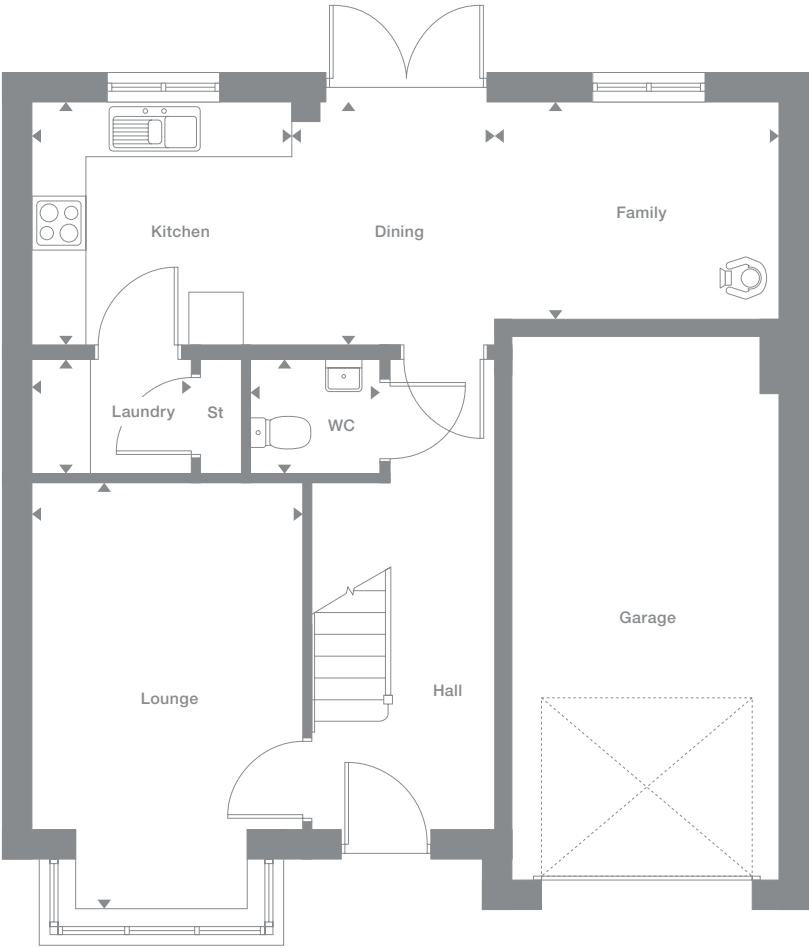 Family
Kitchen
Dining
Laundry
St
WC
Garage
Hall
Lounge